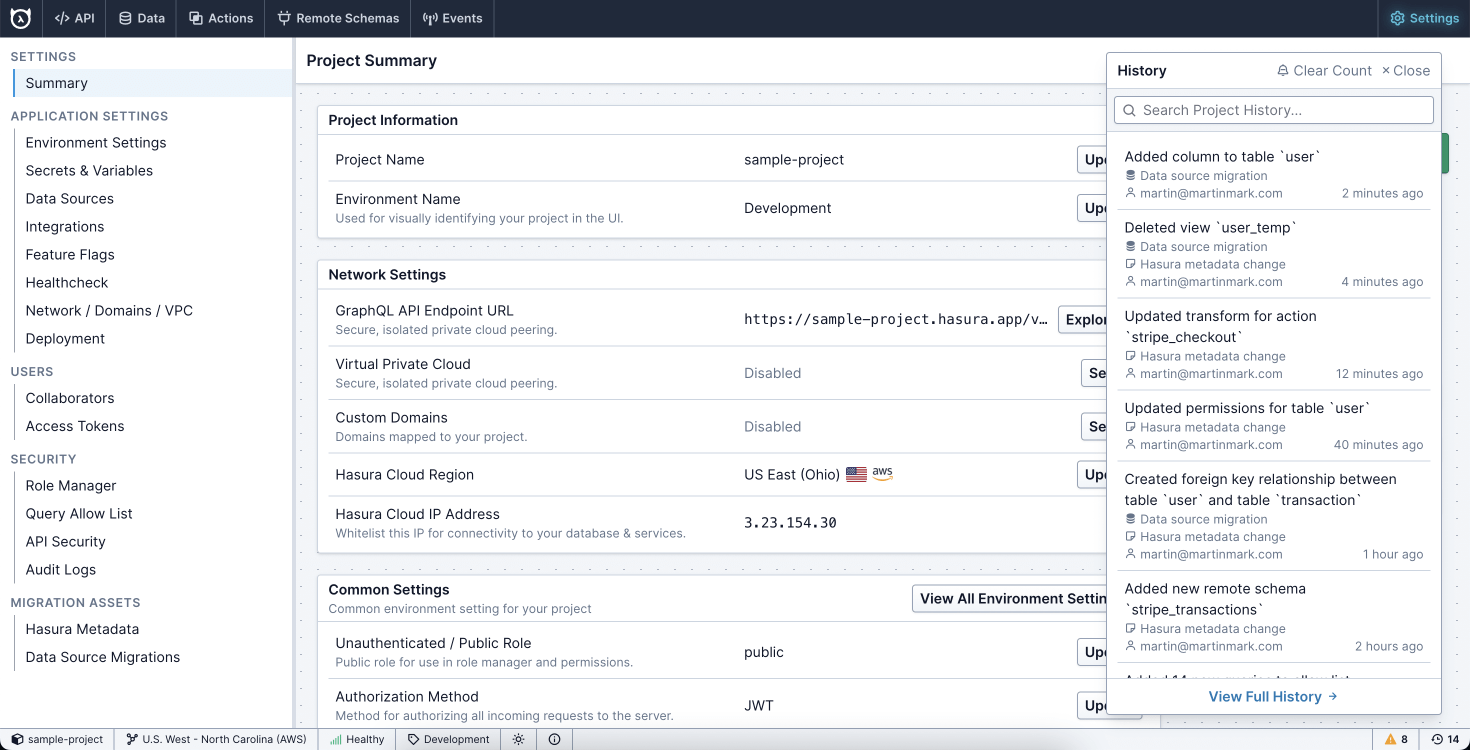 API
Data
Actions
Remote Schemas
Events
Settings
SETTINGS
Summary
APPLICATION SETTINGS
Environment Settings
Secrets & Variables
Data Sources
Integrations
Feature Flags
Healthcheck
Network / Domains / VPC
Deployment
USERS
Collaborators
Access Tokens
SECURITY
Role Manager
Query Allow List
API Security
Audit Logs
MIGRATION ASSETS
Hasura Metadata
Data Source Migrations
Project Summary
Project Information
Project Name
sample-project
Environment Name
Used for visually identifying your project in the UI.
Development
Network Settings
GraphQL API Endpoint URL
Secure, isolated private cloud peering.
https://sample-project.hasura.app/v…
Virtual Private Cloud
Secure, isolated private cloud peering.
Disabled
Custom Domains
Domains mapped to your project.
Disabled
Hasura Cloud Region
US East (Ohio)
aws
Hasura Cloud IP Address
Whitelist this IP for connectivity to your database & services.
3.23.154.30
Common Settings
Common environment setting for your project
View All Environment
Unauthenticated / Public Role
Public role for use in role manager and permissions.
public
Authorization Method
Method for authorizing all incoming requests to the server.
JWT
History
Clear Count
× Close
Search Project History...
Added column to table `user`
Data source migration
martin@martinmark.com
2 minutes ago
Deleted view `user_temp`
Data source migration
Hasura metadata change
martin@martinmark.com
4 minutes ago
Updated transform for action
`stripe_checkout`
Hasura metadata change
martin@martinmark.com
12 minutes ago
Updated permissions for table `user`
Hasura metadata change
martin@martinmark.com
40 minutes ago
Created foreign key relationship between
table `user` and table `transaction`
Data source migration
Hasura metadata change
martin@martinmark.com
1 hour ago
Added new remote schema
`stripe_transactions`
Hasura metadata change
martin@martinmark.com
2 hours ago
View Full History →
sample-project
U.S. West - North Carolina (AWS)
Healthy
Development
8
14